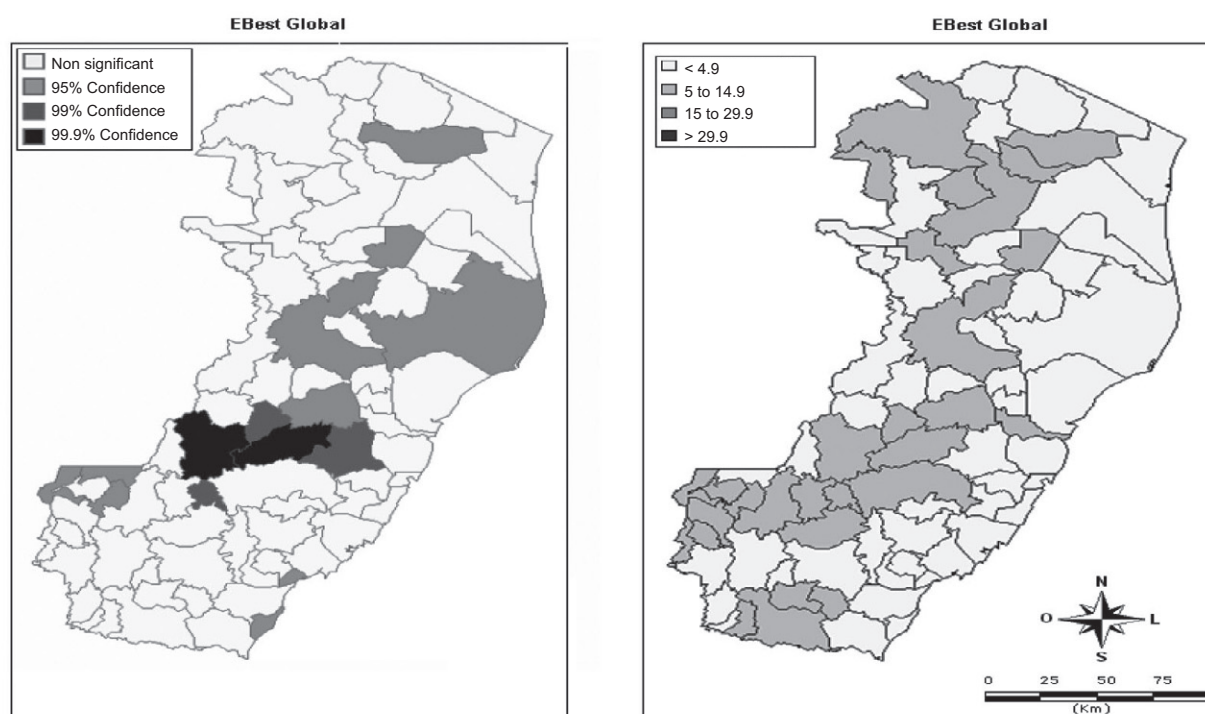 EBest Global
Non significant
95% Confidence
99% Confidence
99.9% Confidence
EBest Global
< 4.9
5 to 14.9
15 to 29.9
> 29.9
N
O
L
S
0 25 50 75
(Km)